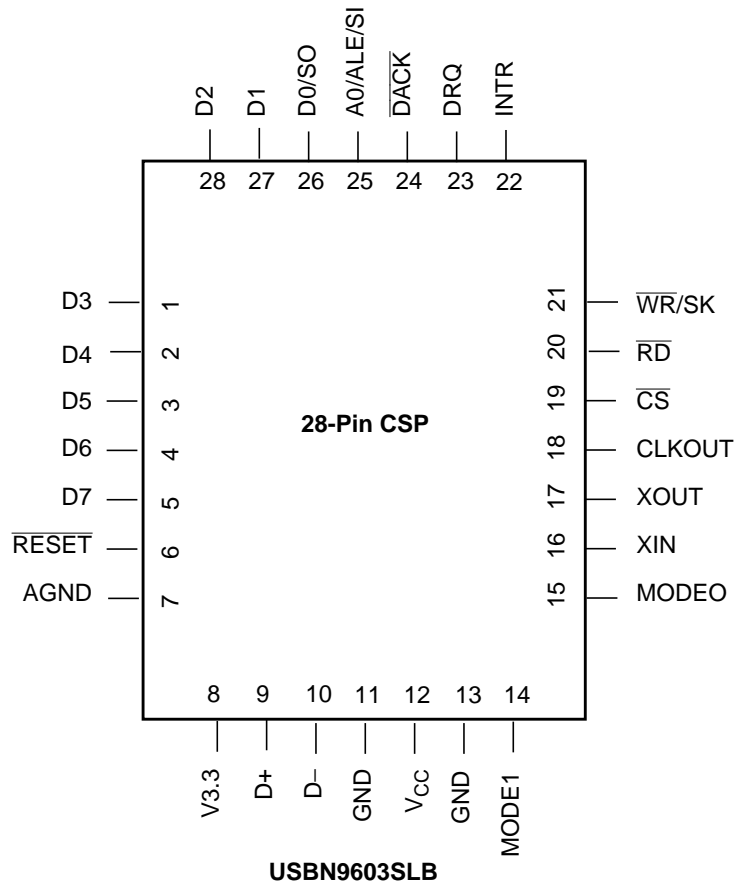 D2 D1 D0/SO A0/ALE/SI DACK DRQ INTR
28 27 26 25 24 23 22
D3 1 21 WR/SK
D4 2 20 RD
D5 3 19 CS
28-Pin CSP
D6 4 18 CLKOUT
D7 5 17 XOUT
RESET 6 16 XIN
AGND 7 15 MODEO
8 9 10 11 12 13 14
V3.3 D+ D– GND VCC GND MODE1
USBN9603SLB